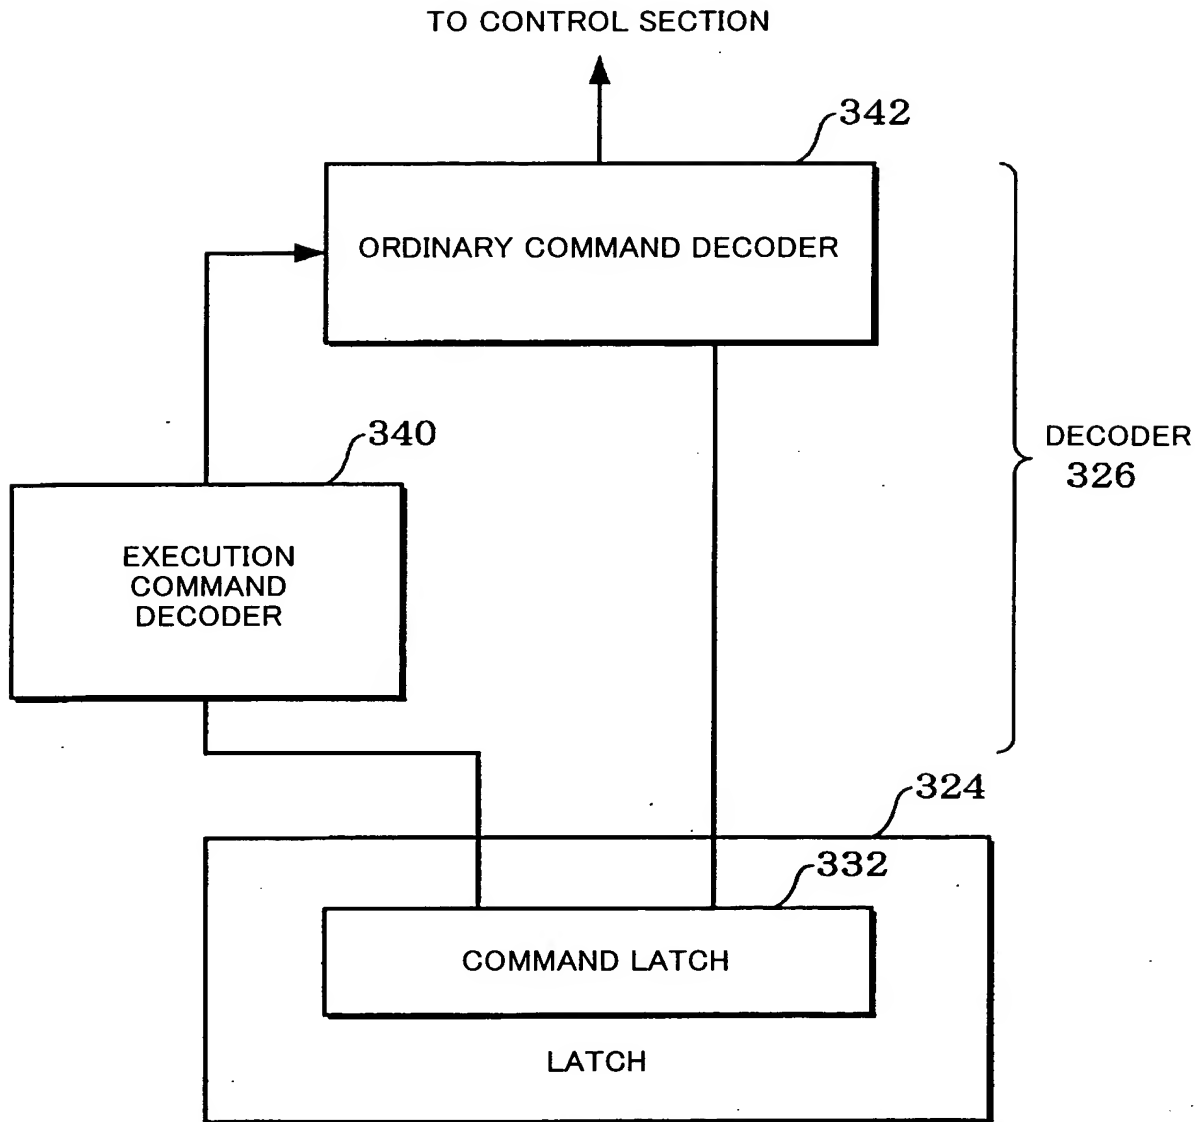 TO CONTROL SECTION
342
ORDINARY COMMAND DECODER
340
DECODER
326
EXECUTION
COMMAND
DECODER
324
332
COMMAND LATCH
LATCH